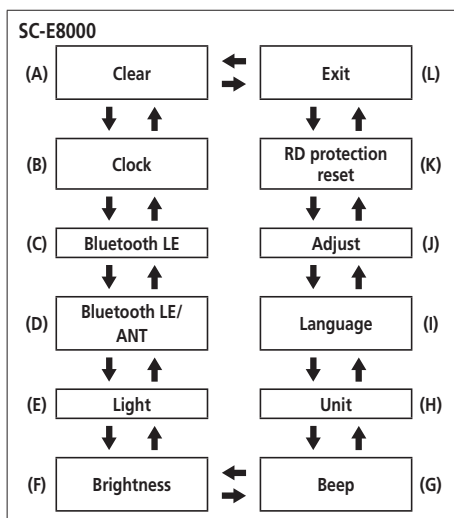 SC-E8000
(A) Clear Exit (L)
(B) Clock RD protection
reset (K)
(C) Bluetooth LE Adjust (J)
(D) Bluetooth LE/
ANT Language (I)
(E) Light Unit (H)
(F) Brightness Beep (G)